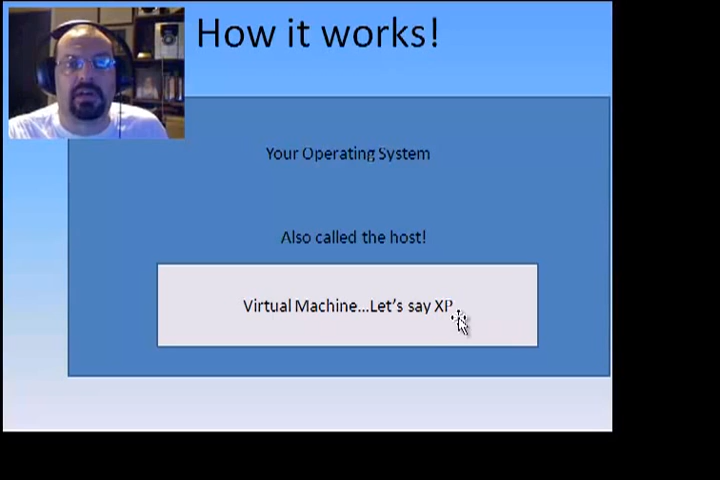 How it works!
Your Operating System
Also called the host!
Virtual Machine...Let's say XP